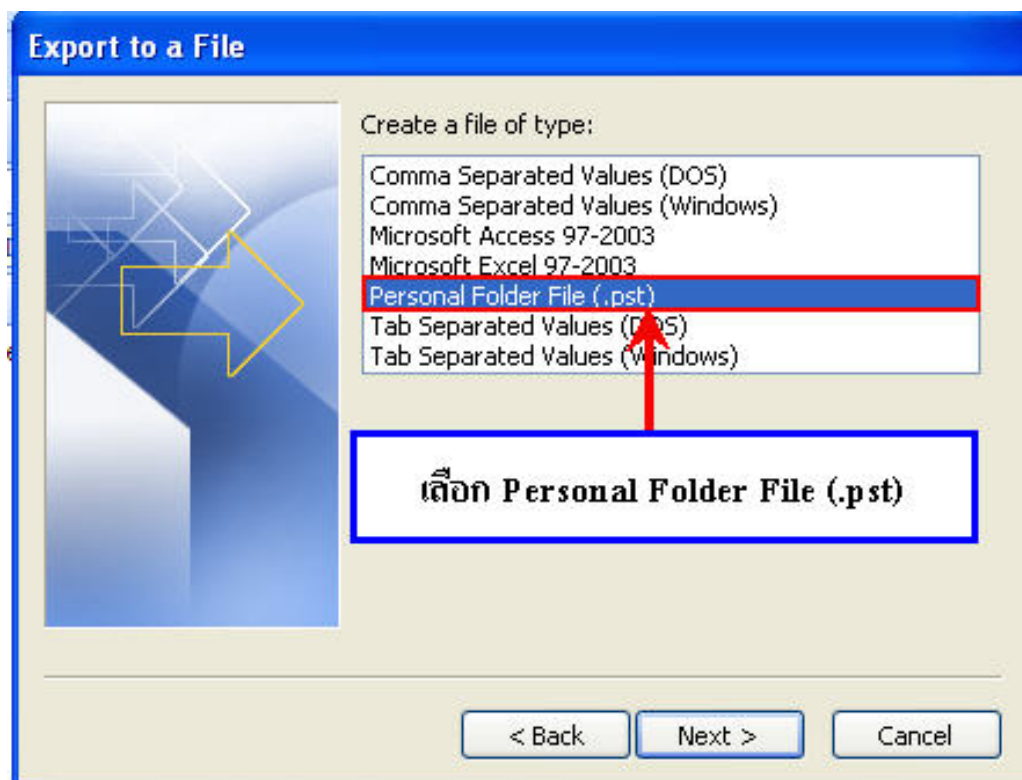 Export to a File
Create a file of type:
Comma Separated Values (DOS)
Comma Separated Values (Windows)
Microsoft Access 97-2003
Microsoft Excel 97-2003
Personal Folder File (.pst)
Tab Separated Values (DOS)
Tab Separated Values (Windows)
เลือก Personal Folder File (.pst)
< Back
Next >
Cancel